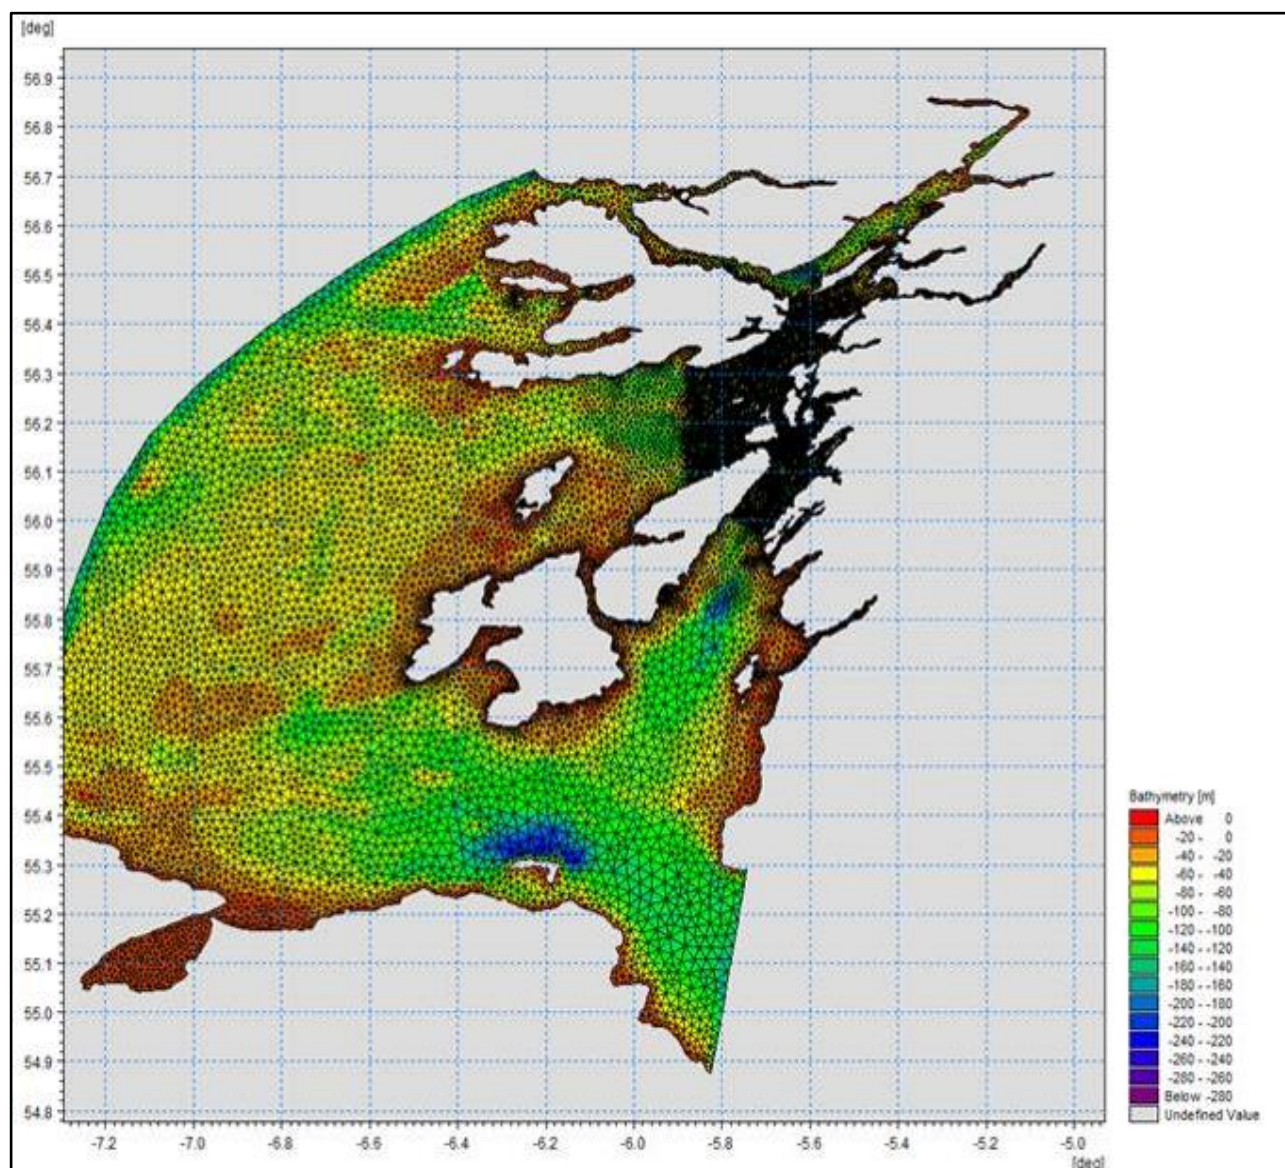 [deg]
56.9
56.8
56.7
56.6
56.5
56.4
56.3
56.2
56.1
56.0
55.9
55.8
55.7
55.6
55.5
55.4
55.3
55.2
55.1
55.0
54.9
54.8
-7.2 -7.0 -6.8 -6.6 -6.4 -6.2 -6.0 -5.8 -5.6 -5.4 -5.2 -5.0
[deg]
Bathymetry [m]
Above 0
-20 - 0
-40 - -20
-60 - -40
-80 - -60
-100 - -80
-120 - -100
-140 - -120
-160 - -140
-180 - -160
-200 - -180
-220 - -200
-240 - -220
-260 - -240
-280 - -260
Below -280
Undefined Value